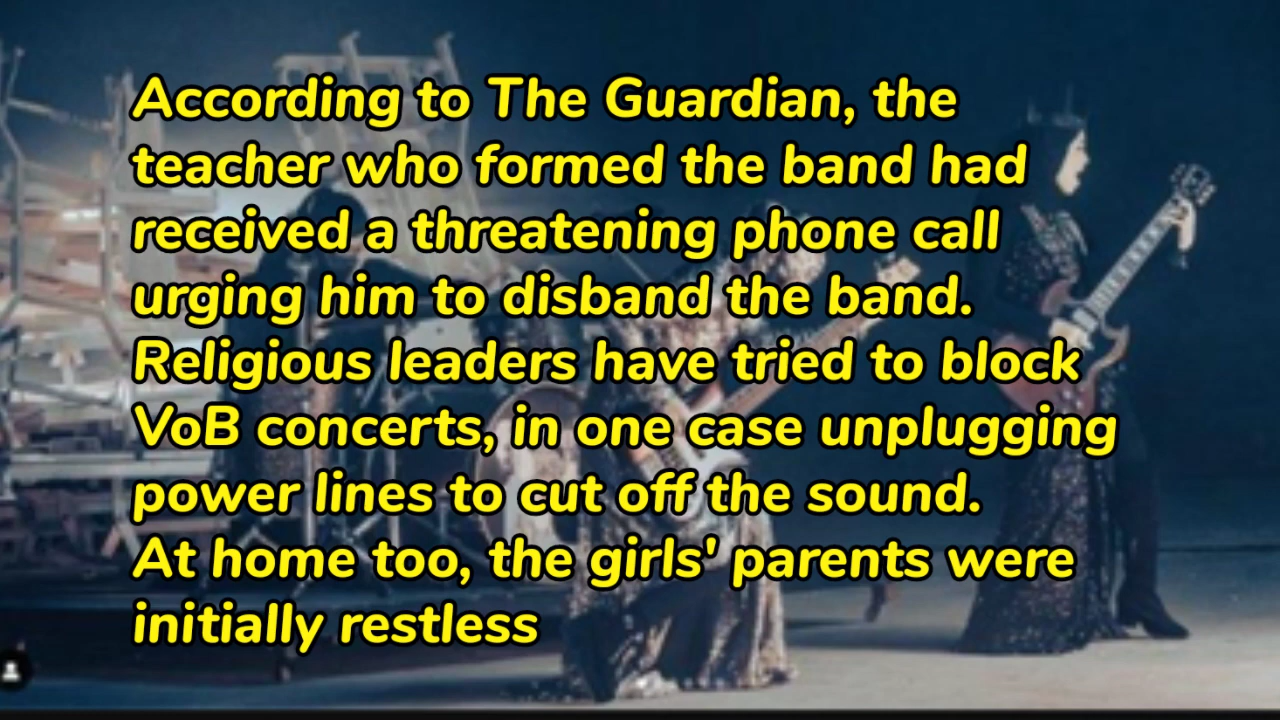 According to The Guardian, the
teacher who formed the band had
received a threatening phone call
urging him to disband the band.
Religious leaders have tried to block
VoB concerts, in one case unplugging
power lines to cut off the sound.
At home too, the girls' parents were
initially restless